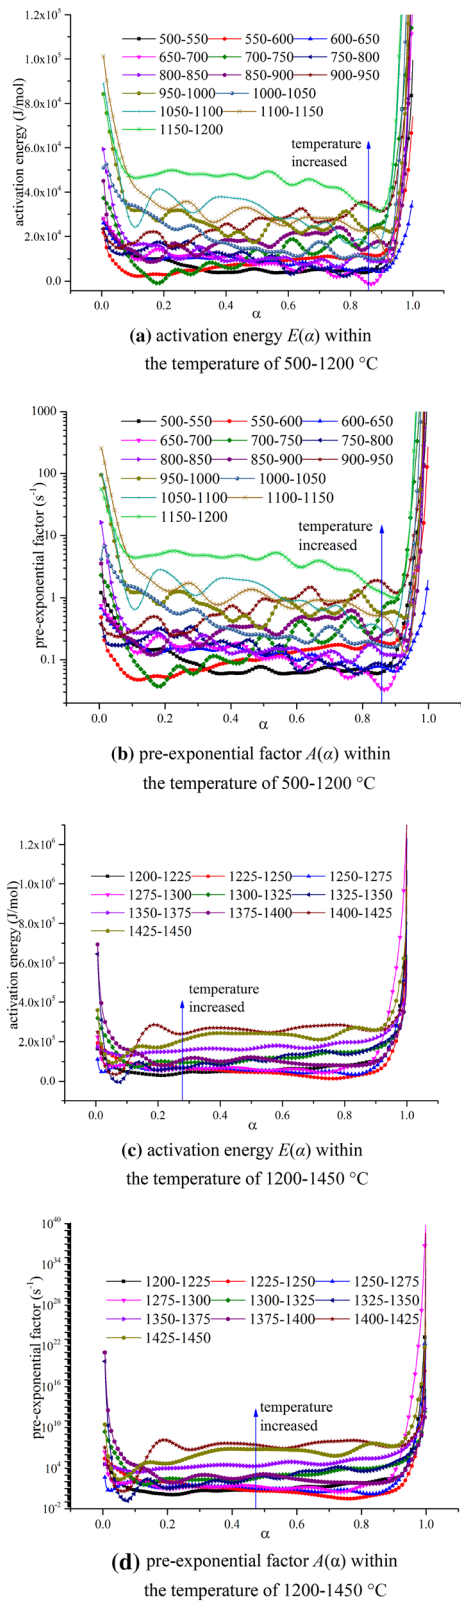 1.2x10⁵
1.0x10⁵
8.0x10⁴
6.0x10⁴
4.0x10⁴
2.0x10⁴
0.0
activation energy (J/mol)
500-550 550-600 600-650
650-700 700-750 750-800
800-850 850-900 900-950
950-1000 1000-1050
1050-1100 1100-1150
1150-1200
temperature
increased
0.0 0.2 0.4 0.6 0.8 1.0
α
(a) activation energy E(α) within
the temperature of 500-1200 °C
1000
100
10
1
0.1
pre-exponential factor (s⁻¹)
500-550 550-600 600-650
650-700 700-750 750-800
800-850 850-900 900-950
950-1000 1000-1050
1050-1100 1100-1150
1150-1200
temperature
increased
0.0 0.2 0.4 0.6 0.8 1.0
α
(b) pre-exponential factor A(α) within
the temperature of 500-1200 °C
1.2x10⁶
1.0x10⁶
8.0x10⁵
6.0x10⁵
4.0x10⁵
2.0x10⁵
0.0
activation energy (J/mol)
1200-1225 1225-1250 1250-1275
1275-1300 1300-1325 1325-1350
1350-1375 1375-1400 1400-1425
1425-1450
temperature
increased
0.0 0.2 0.4 0.6 0.8 1.0
α
(c) activation energy E(α) within
the temperature of 1200-1450 °C
10⁴⁰
10³⁴
10²⁸
10²²
10¹⁶
10¹⁰
10⁴
10⁻²
pre-exponential factor (s⁻¹)
1200-1225 1225-1250 1250-1275
1275-1300 1300-1325 1325-1350
1350-1375 1375-1400 1400-1425
1425-1450
temperature
increased
0.0 0.2 0.4 0.6 0.8 1.0
α
(d) pre-exponential factor A(α) within
the temperature of 1200-1450 °C